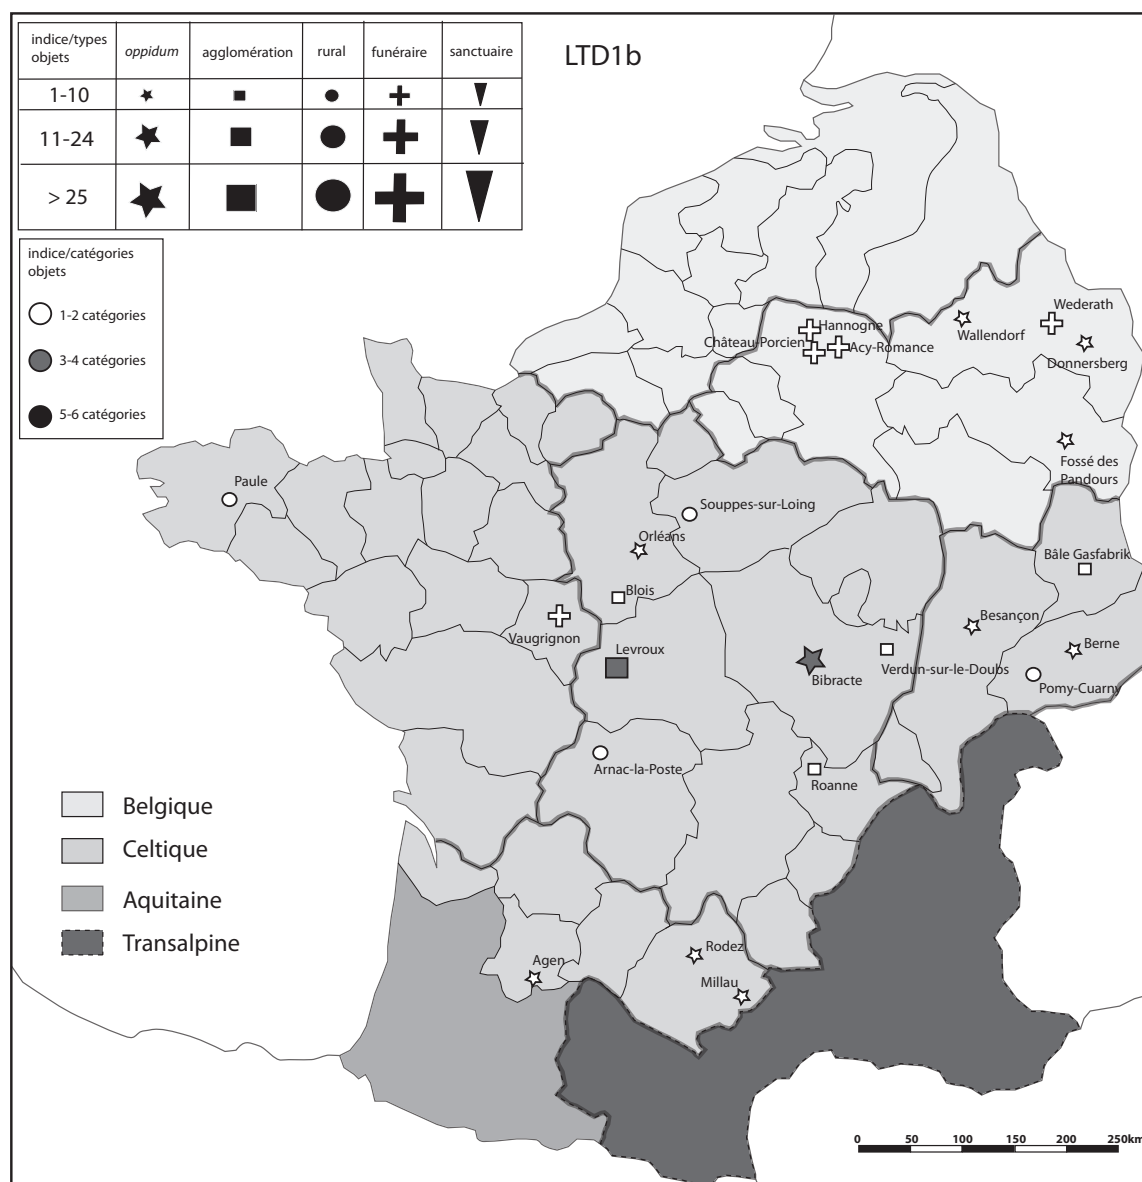 LTD1b
indice/types
objets
oppidum
agglomération
rural
funéraire
sanctuaire
1-10
11-24
> 25
indice/catégories
objets
1-2 catégories
3-4 catégories
5-6 catégories
Wederath
Wallendorf
Hannogne
Château-Porcien
Acy-Romance
Donnersberg
Fossé des
Pandours
Paule
Souppes-sur-Loing
Orléans
Bâle Gasfabrik
Blois
Besançon
Vaugrignon
Levroux
Berne
Verdun-sur-le-Doubs
Bibracte
Pomy-Cuarny
Arnac-la-Poste
Roanne
Belgique
Celtique
Aquitaine
Transalpine
Rodez
Agen
Millau
0 50 100 150 200 250km